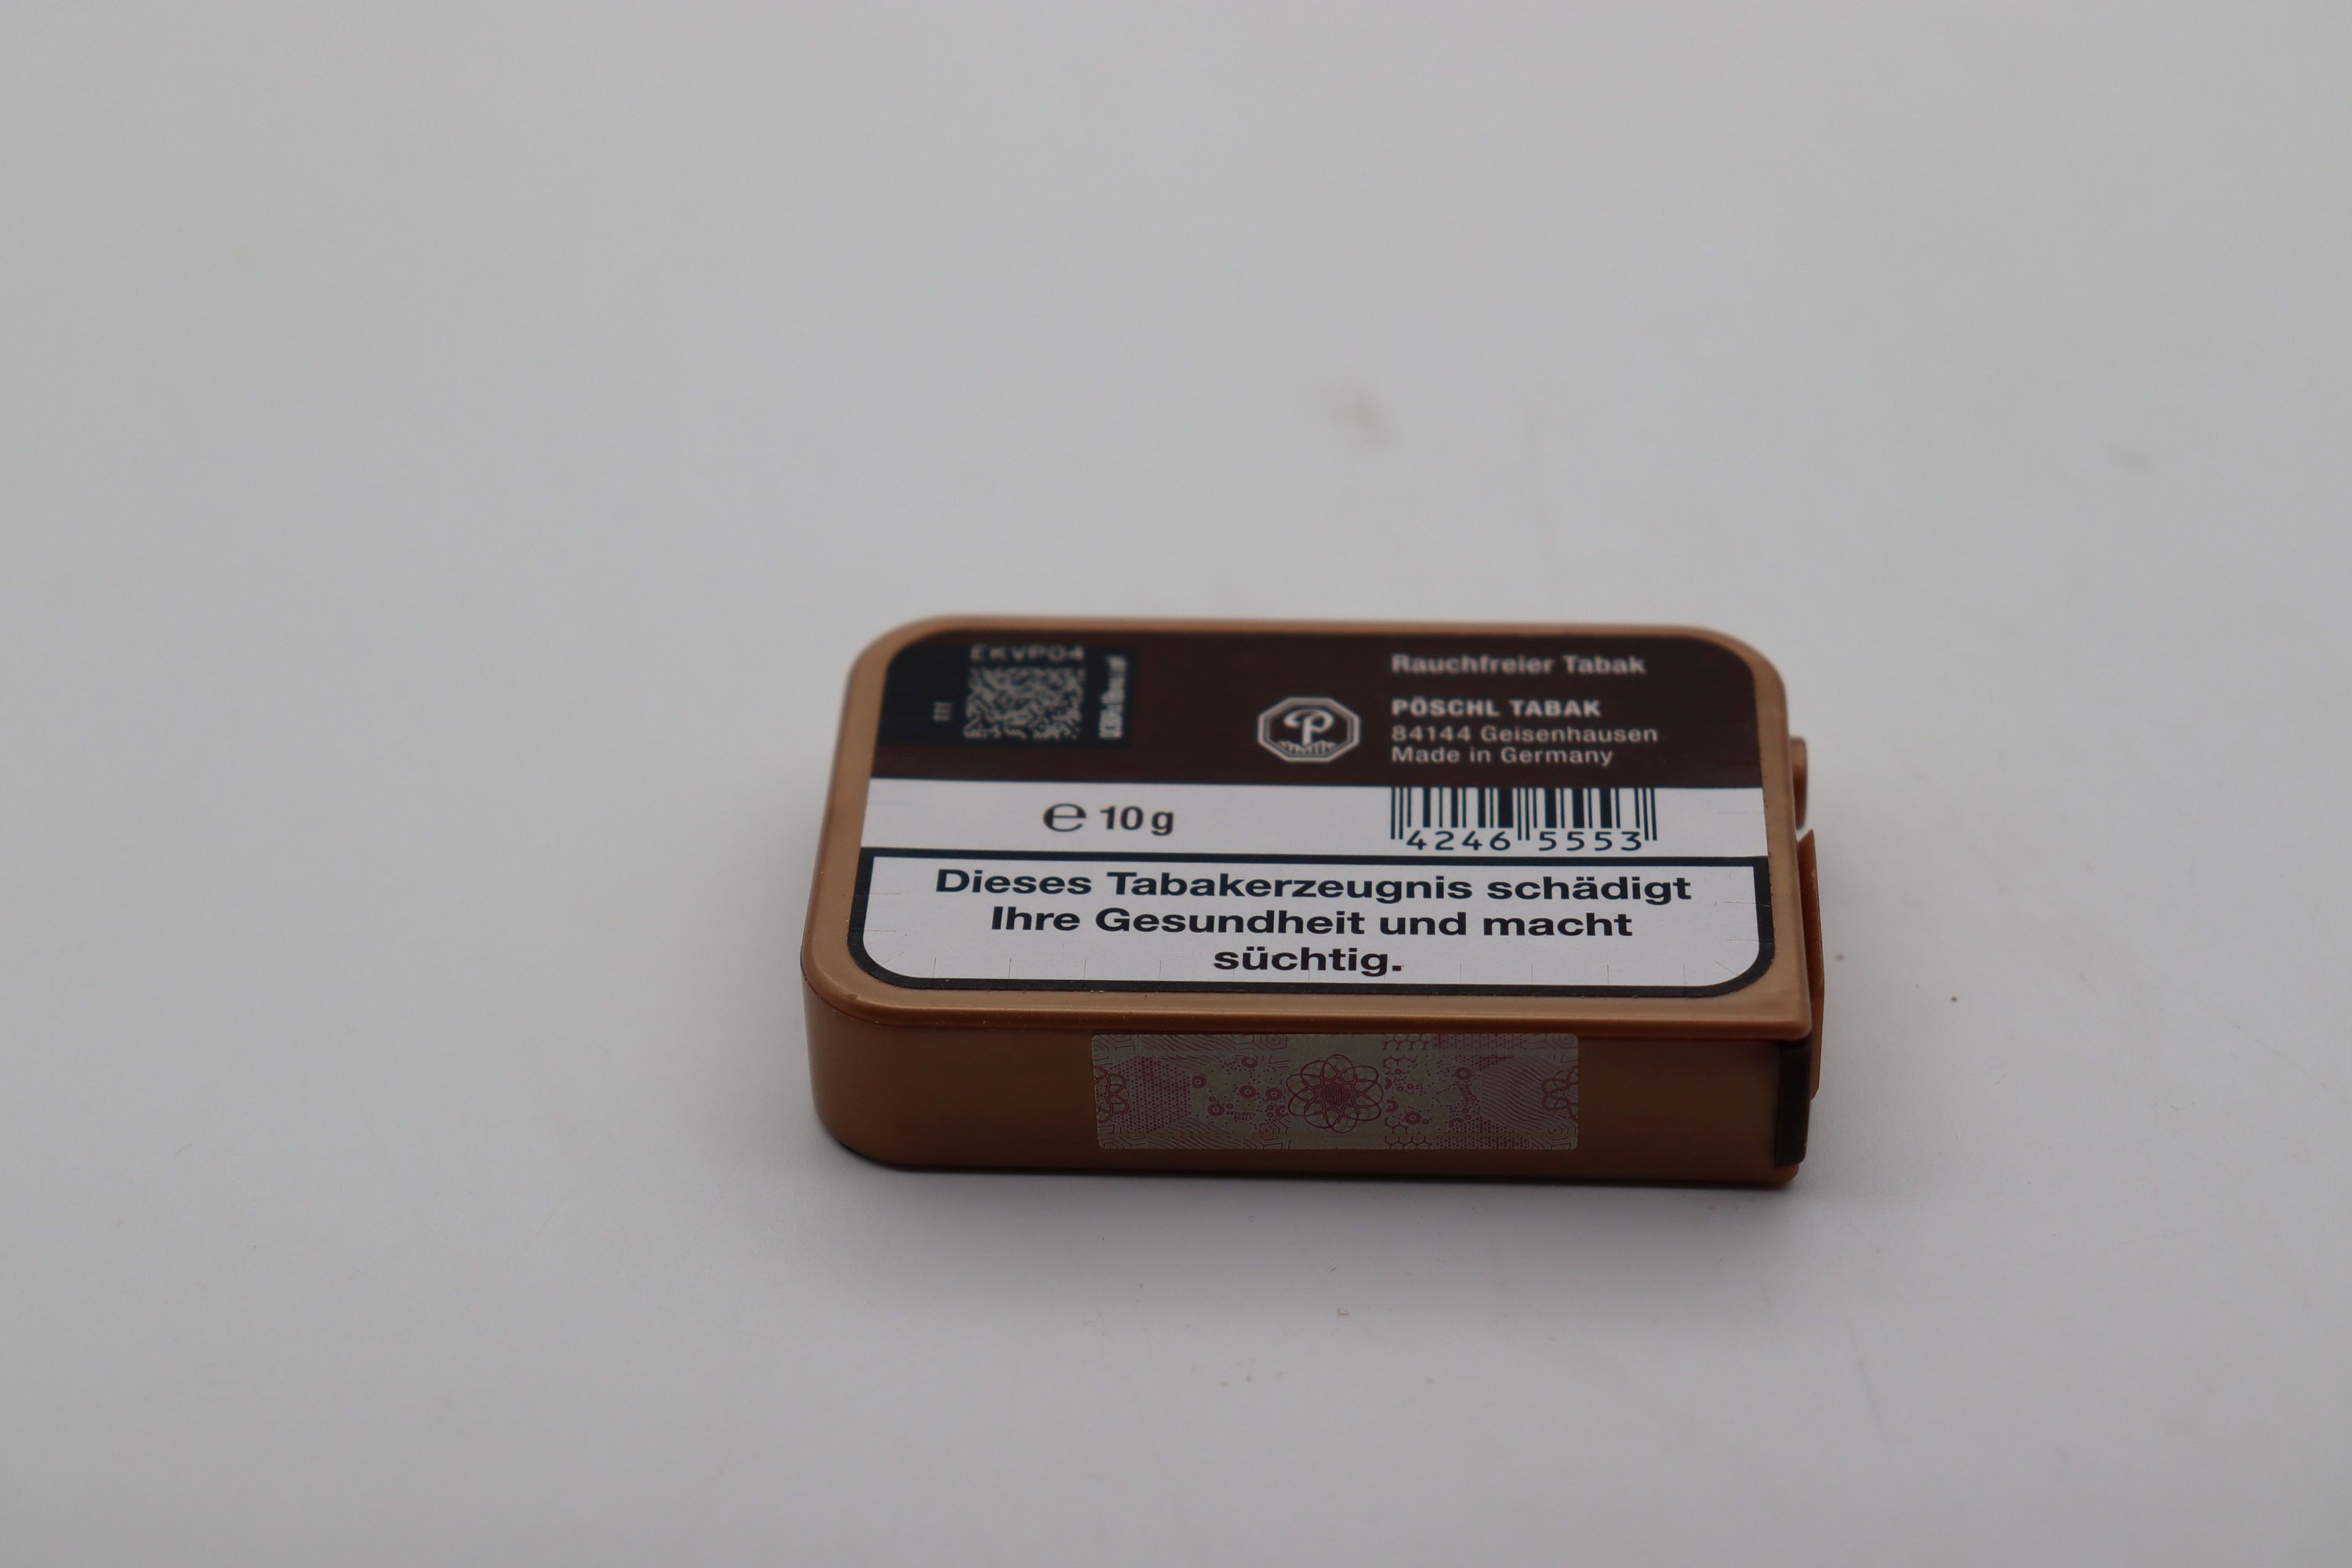 EKVP04
Rauchfreier Tabak
PÖSCHL TABAK
84144 Geisenhausen
Made in Germany
P
℮ 10 g
4246 5553
Dieses Tabakerzeugnis schädigt
Ihre Gesundheit und macht
süchtig.